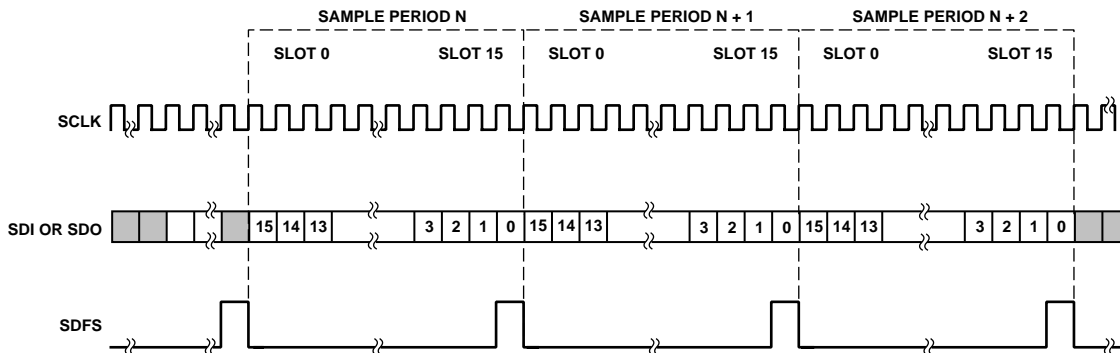 SAMPLE PERIOD N SAMPLE PERIOD N + 1 SAMPLE PERIOD N + 2
SLOT 0 SLOT 15 SLOT 0 SLOT 15 SLOT 0 SLOT 15
SCLK
SDI OR SDO 15 14 13 3 2 1 0 15 14 13 3 2 1 0 15 14 13 3 2 1 0
SDFS